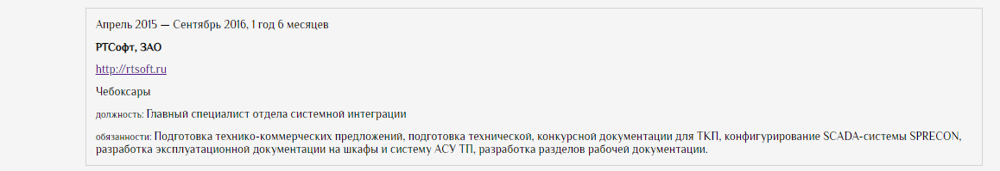 Апрель 2015 — Сентябрь 2016, 1 год 6 месяцев
РТСофт, ЗАО
http://rtsoft.ru
Чебоксары
должность: Главный специалист отдела системной интеграции
обязанности: Подготовка технико-коммерческих предложений, подготовка технической, конкурсной документации для ТКП, конфигурирование SCADA-системы SPRECON,
разработка эксплуатационной документации на шкафы и систему АСУ ТП, разработка разделов рабочей документации.